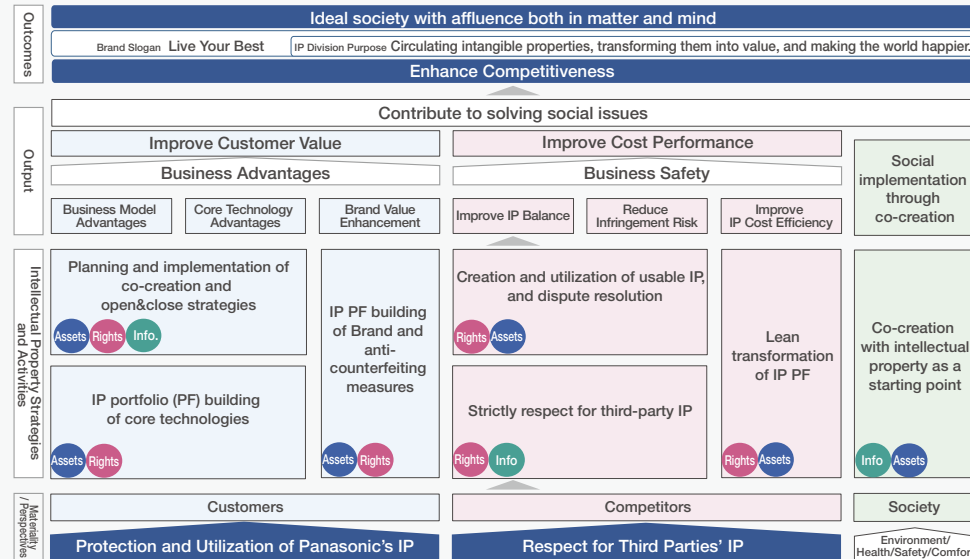 Outcomes
Ideal society with affluence both in matter and mind
Brand Slogan Live Your Best
IP Division Purpose Circulating intangible properties, transforming them into value, and making the world happier.
Enhance Competitiveness
Output
Contribute to solving social issues
Improve Customer Value
Business Advantages
Business Model
Advantages
Core Technology
Advantages
Brand Value
Enhancement
Improve Cost Performance
Business Safety
Improve IP Balance
Reduce
Infringement Risk
Improve
IP Cost Efficiency
Social
implementation
through
co-creation
Intellectual Property Strategies
and Activities
Planning and implementation of
co-creation and
open&close strategies
Assets Rights Info.
IP portfolio (PF) building
of core technologies
Assets Rights
IP PF building
of Brand and
anti-
counterfeiting
measures
Assets Rights
Creation and utilization of usable IP,
and dispute resolution
Rights Assets
Strictly respect for third-party IP
Rights Info
Lean
transformation
of IP PF
Rights Assets
Co-creation
with intellectual
property as a
starting point
Info Assets
Materiality
/ Perspectives
Customers
Protection and Utilization of Panasonic's IP
Competitors
Respect for Third Parties' IP
Society
Environment/
Health/Safety/Comm